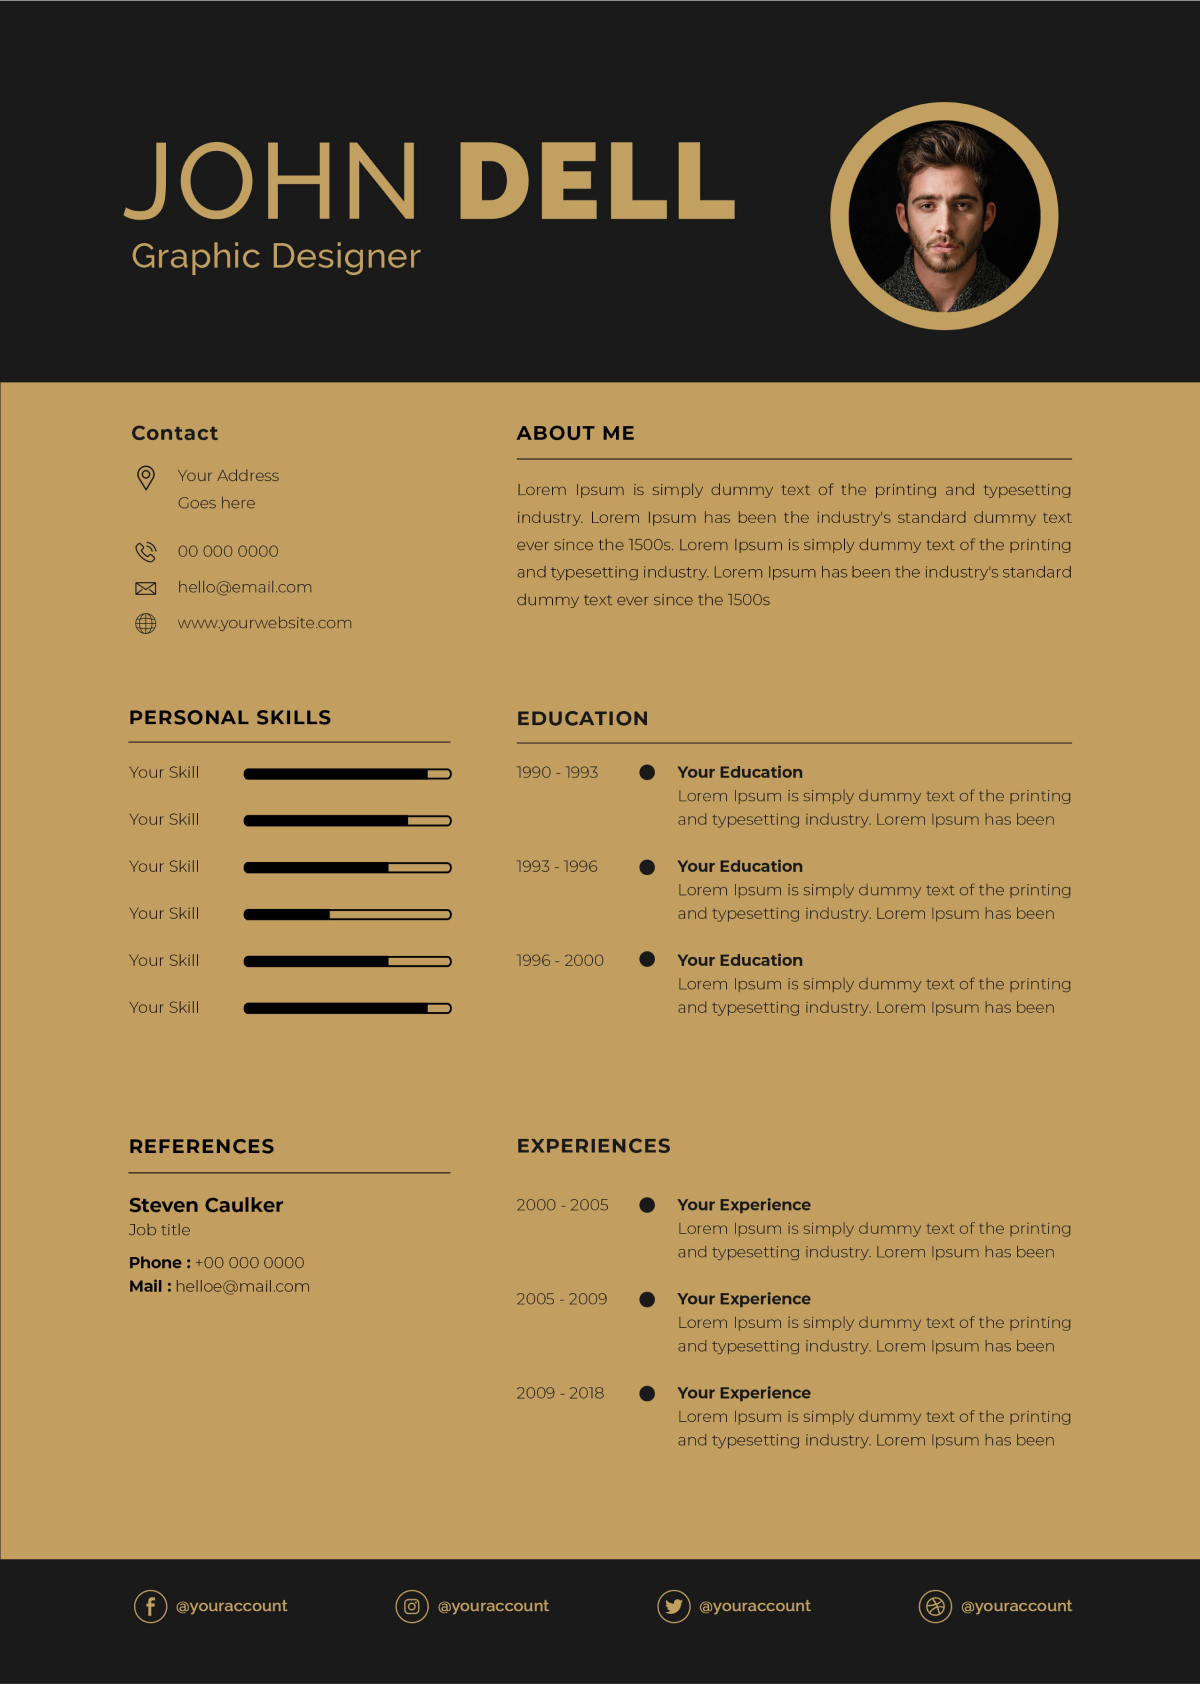 JOHN DELL
Graphic Designer
Contact
Your Address
Goes here
00 000 0000
hello@email.com
www.yourwebsite.com
ABOUT ME
Lorem Ipsum is simply dummy text of the printing and typesetting
industry. Lorem Ipsum has been the industry's standard dummy text
ever since the 1500s. Lorem Ipsum is simply dummy text of the printing
and typesetting industry. Lorem Ipsum has been the industry's standard
dummy text ever since the 1500s
PERSONAL SKILLS
Your Skill
Your Skill
Your Skill
Your Skill
Your Skill
Your Skill
EDUCATION
1990 - 1993
Your Education
Lorem Ipsum is simply dummy text of the printing
and typesetting industry. Lorem Ipsum has been
1993 - 1996
Your Education
Lorem Ipsum is simply dummy text of the printing
and typesetting industry. Lorem Ipsum has been
1996 - 2000
Your Education
Lorem Ipsum is simply dummy text of the printing
and typesetting industry. Lorem Ipsum has been
REFERENCES
Steven Caulker
Job title
Phone : +00 000 0000
Mail : helloe@mail.com
EXPERIENCES
2000 - 2005
Your Experience
Lorem Ipsum is simply dummy text of the printing
and typesetting industry. Lorem Ipsum has been
2005 - 2009
Your Experience
Lorem Ipsum is simply dummy text of the printing
and typesetting industry. Lorem Ipsum has been
2009 - 2018
Your Experience
Lorem Ipsum is simply dummy text of the printing
and typesetting industry. Lorem Ipsum has been
@youraccount
@youraccount
@youraccount
@youraccount